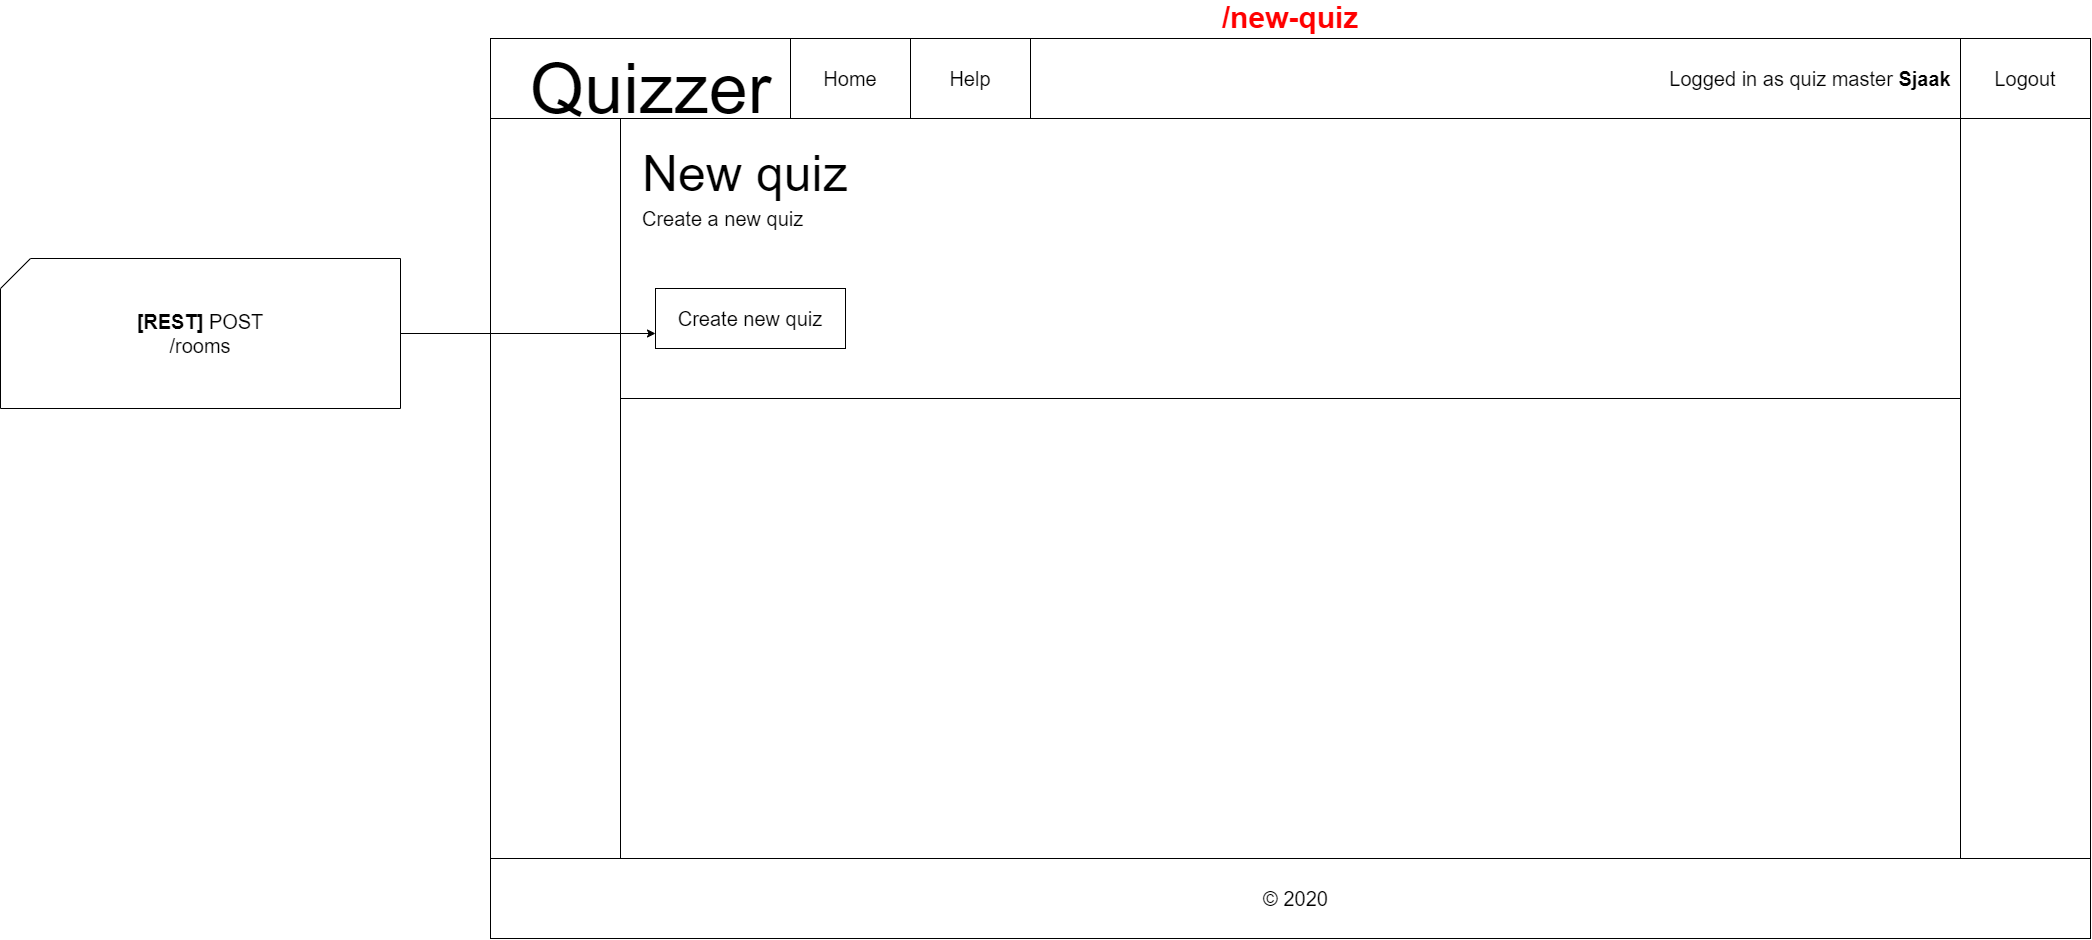 /new-quiz
Quizzer
Home
Help
Logged in as quiz master Sjaak
Logout
New quiz
Create a new quiz
[REST] POST
/rooms
Create new quiz
© 2020